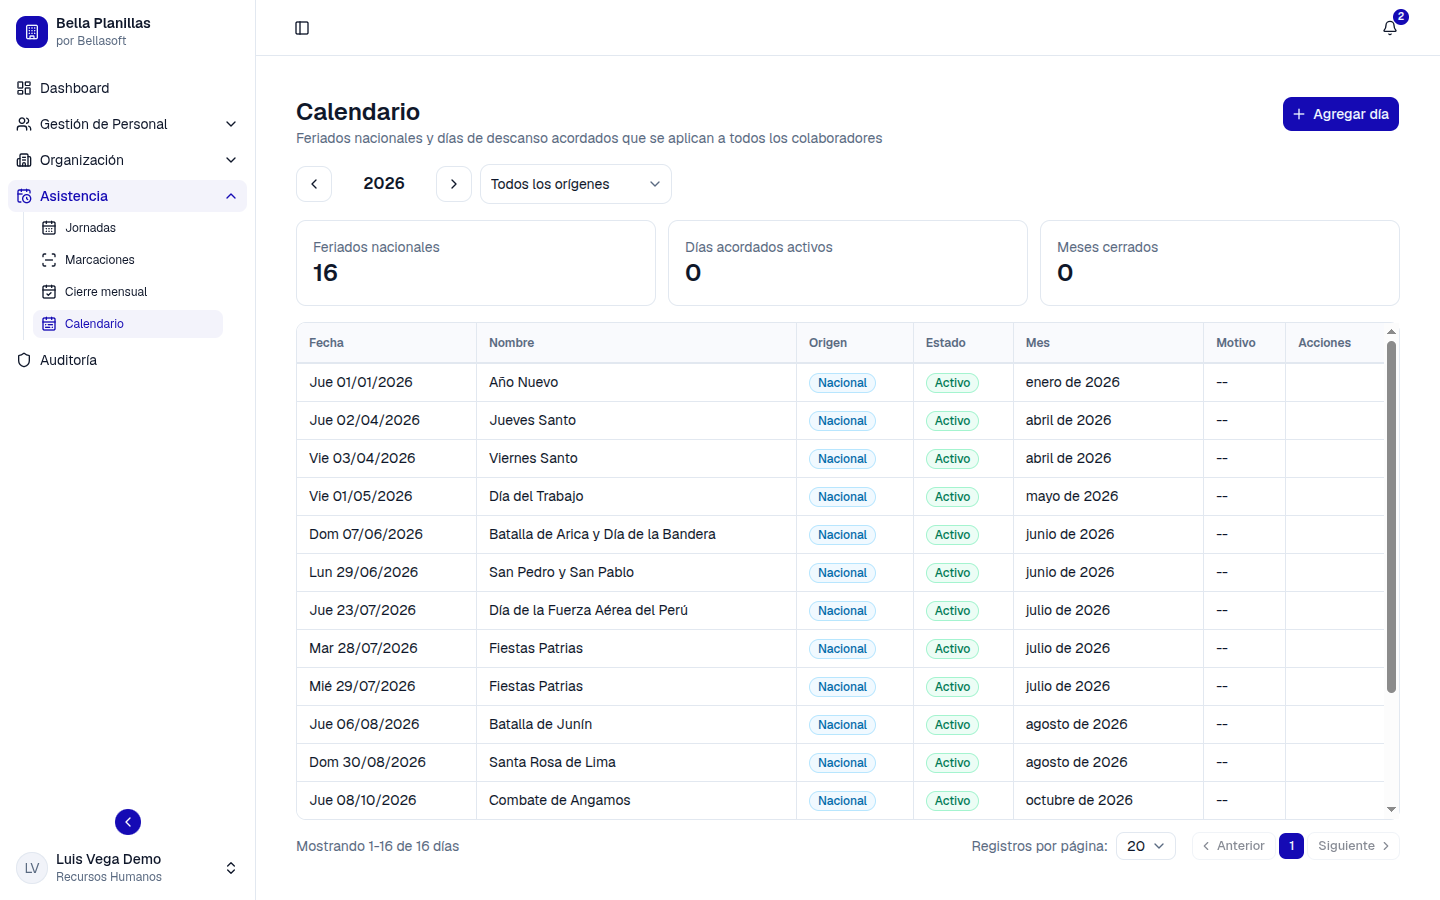 Bella Planillas
por Bellasoft
Dashboard
Gestión de Personal
Organización
Asistencia
Jornadas
Marcaciones
Cierre mensual
Calendario
Auditoría
LV
Luis Vega Demo
Recursos Humanos
2
Calendario
Feriados nacionales y días de descanso acordados que se aplican a todos los colaboradores
Agregar día
2026
Todos los orígenes
Feriados nacionales
16
Días acordados activos
0
Meses cerrados
0
Fecha Nombre Origen Estado Mes Motivo Acciones
Jue 01/01/2026 Año Nuevo Nacional Activo enero de 2026 --
Jue 02/04/2026 Jueves Santo Nacional Activo abril de 2026 --
Vie 03/04/2026 Viernes Santo Nacional Activo abril de 2026 --
Vie 01/05/2026 Día del Trabajo Nacional Activo mayo de 2026 --
Dom 07/06/2026 Batalla de Arica y Día de la Bandera Nacional Activo junio de 2026 --
Lun 29/06/2026 San Pedro y San Pablo Nacional Activo junio de 2026 --
Jue 23/07/2026 Día de la Fuerza Aérea del Perú Nacional Activo julio de 2026 --
Mar 28/07/2026 Fiestas Patrias Nacional Activo julio de 2026 --
Mié 29/07/2026 Fiestas Patrias Nacional Activo julio de 2026 --
Jue 06/08/2026 Batalla de Junín Nacional Activo agosto de 2026 --
Dom 30/08/2026 Santa Rosa de Lima Nacional Activo agosto de 2026 --
Jue 08/10/2026 Combate de Angamos Nacional Activo octubre de 2026 --
Mostrando 1-16 de 16 días
Registros por página: 20 Anterior 1 Siguiente